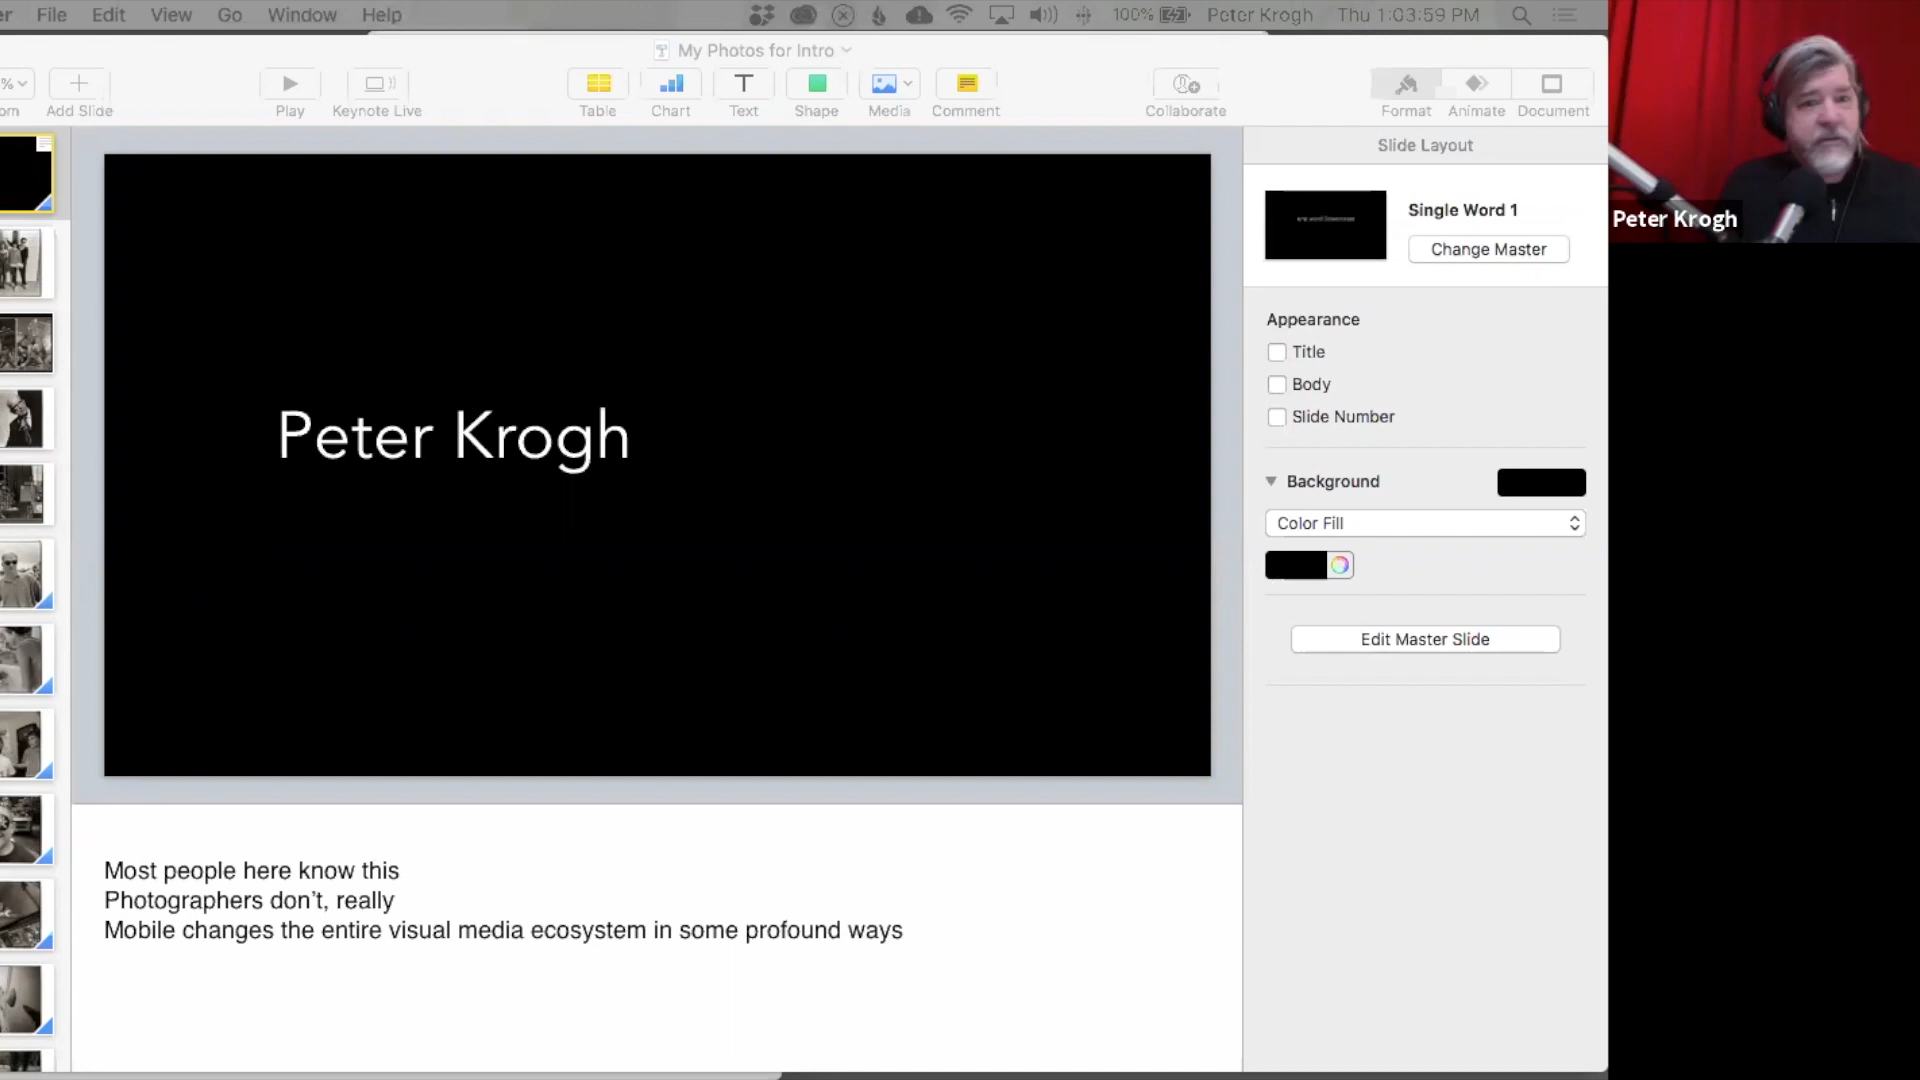 File Edit View Go Window Help 100% Peter Krogh Thu 1:03:59 PM
My Photos for Intro
%
Add Slide Play Keynote Live Table Chart Text Shape Media Comment Collaborate Format Animate Document
Slide Layout
Single Word 1
Change Master
Appearance
Title
Body
Slide Number
Background
Color Fill
Edit Master Slide
Peter Krogh
Most people here know this
Photographers don't, really
Mobile changes the entire visual media ecosystem in some profound ways
Peter Krogh